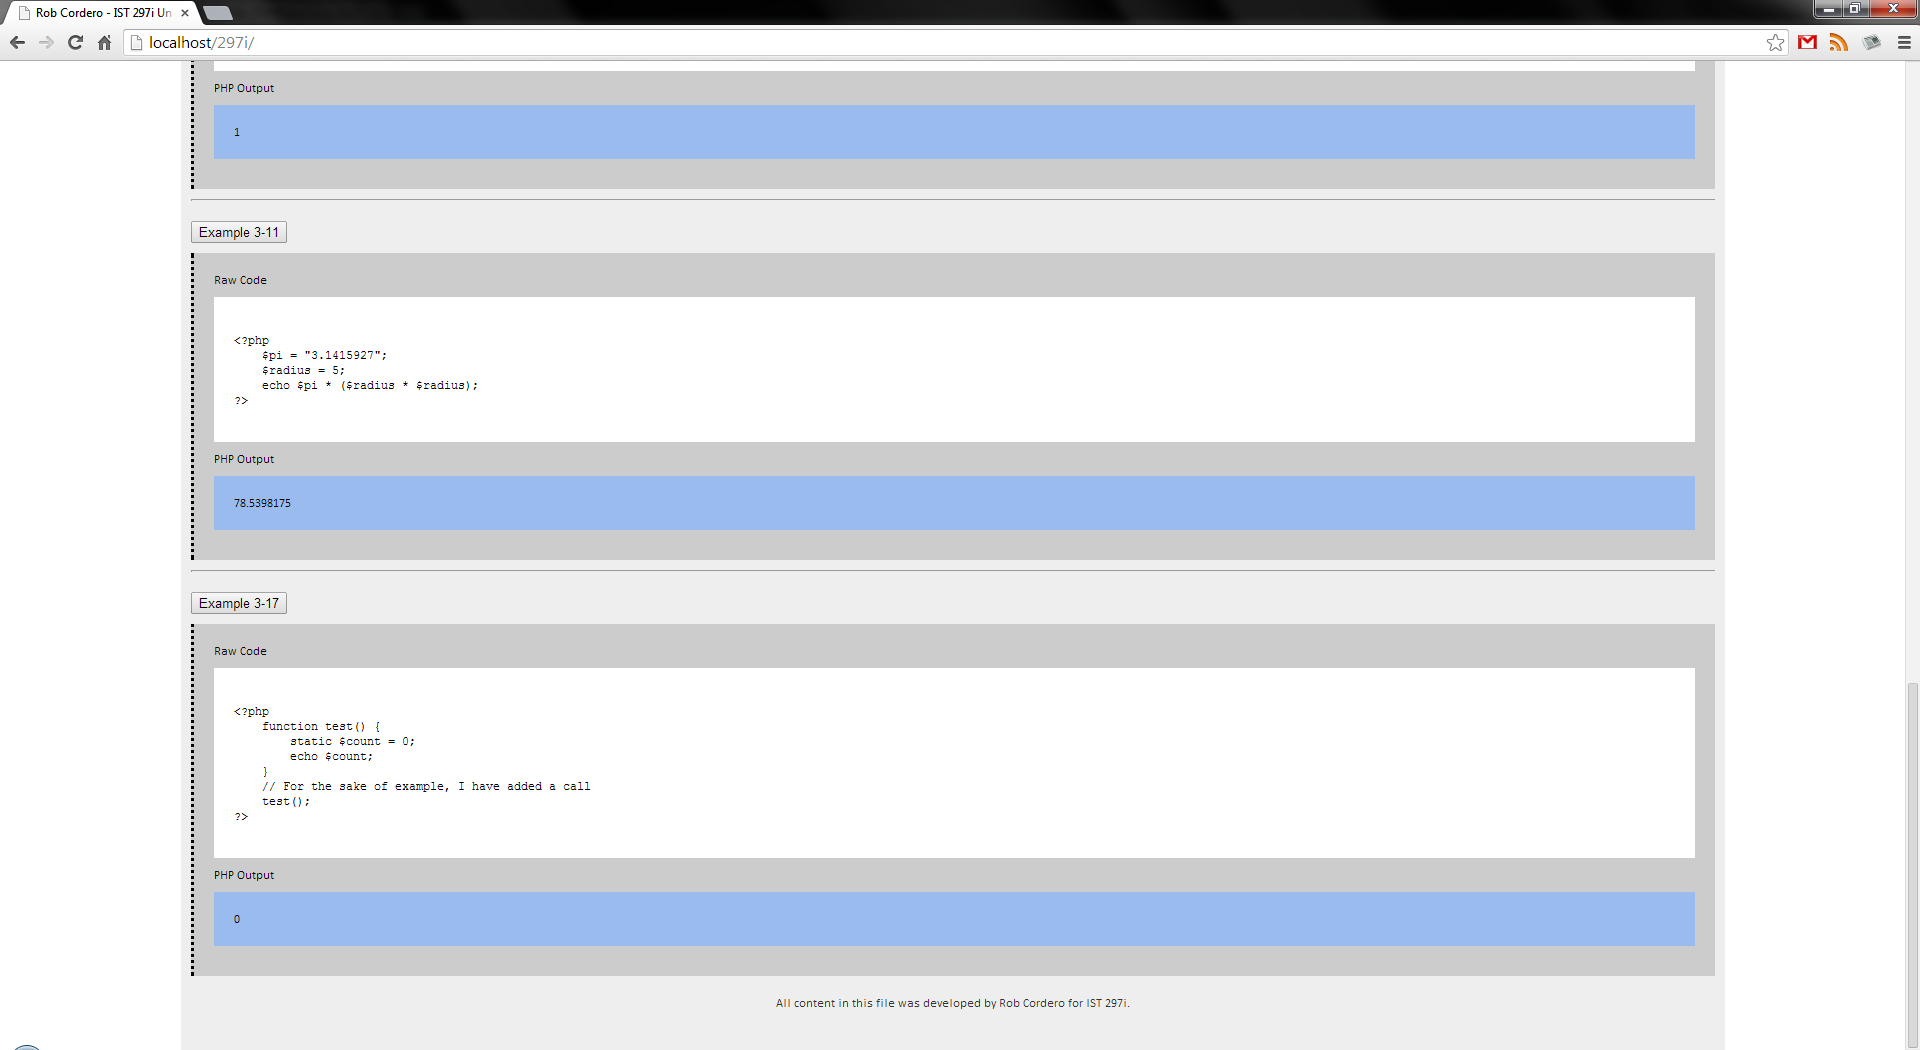 Rob Cordero - IST 297i Un
localhost/297i/
PHP Output
1
Example 3-11
Raw Code
<?php
    $pi = "3.1415927";
    $radius = 5;
    echo $pi * ($radius * $radius);
?>
PHP Output
78.5398175
Example 3-17
Raw Code
<?php
    function test() {
        static $count = 0;
        echo $count;
    }
    // For the sake of example, I have added a call
    test();
?>
PHP Output
0
All content in this file was developed by Rob Cordero for IST 297i.